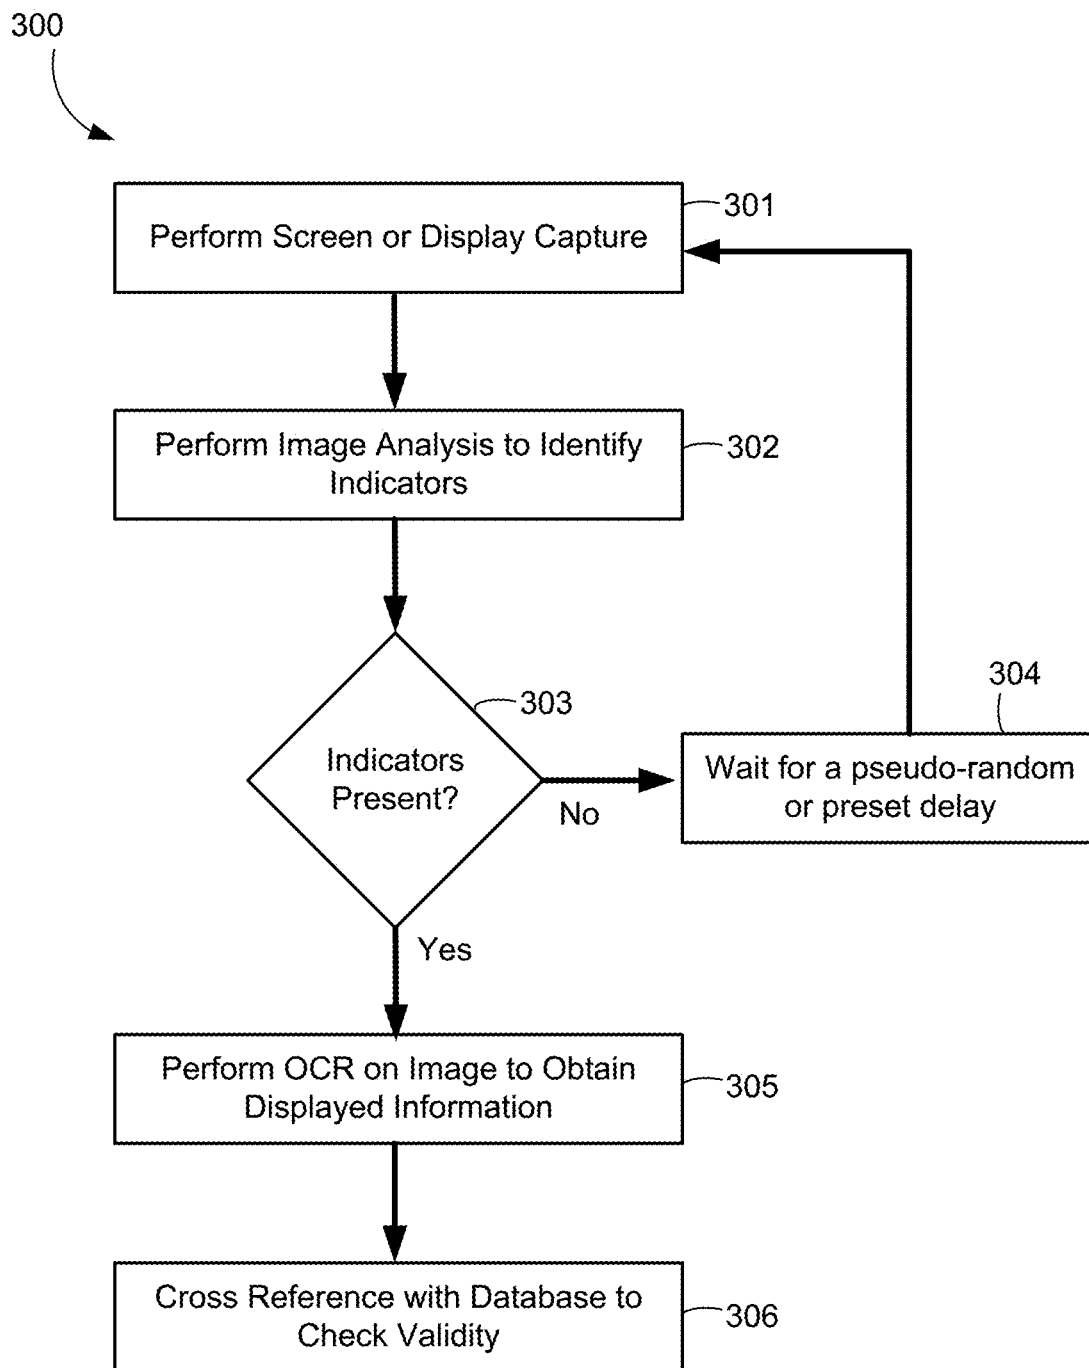 300
Perform Screen or Display Capture
301
Perform Image Analysis to Identify
Indicators
302
Indicators
Present?
303
No
304
Wait for a pseudo-random
or preset delay
Yes
Perform OCR on Image to Obtain
Displayed Information
305
Cross Reference with Database to
Check Validity
306